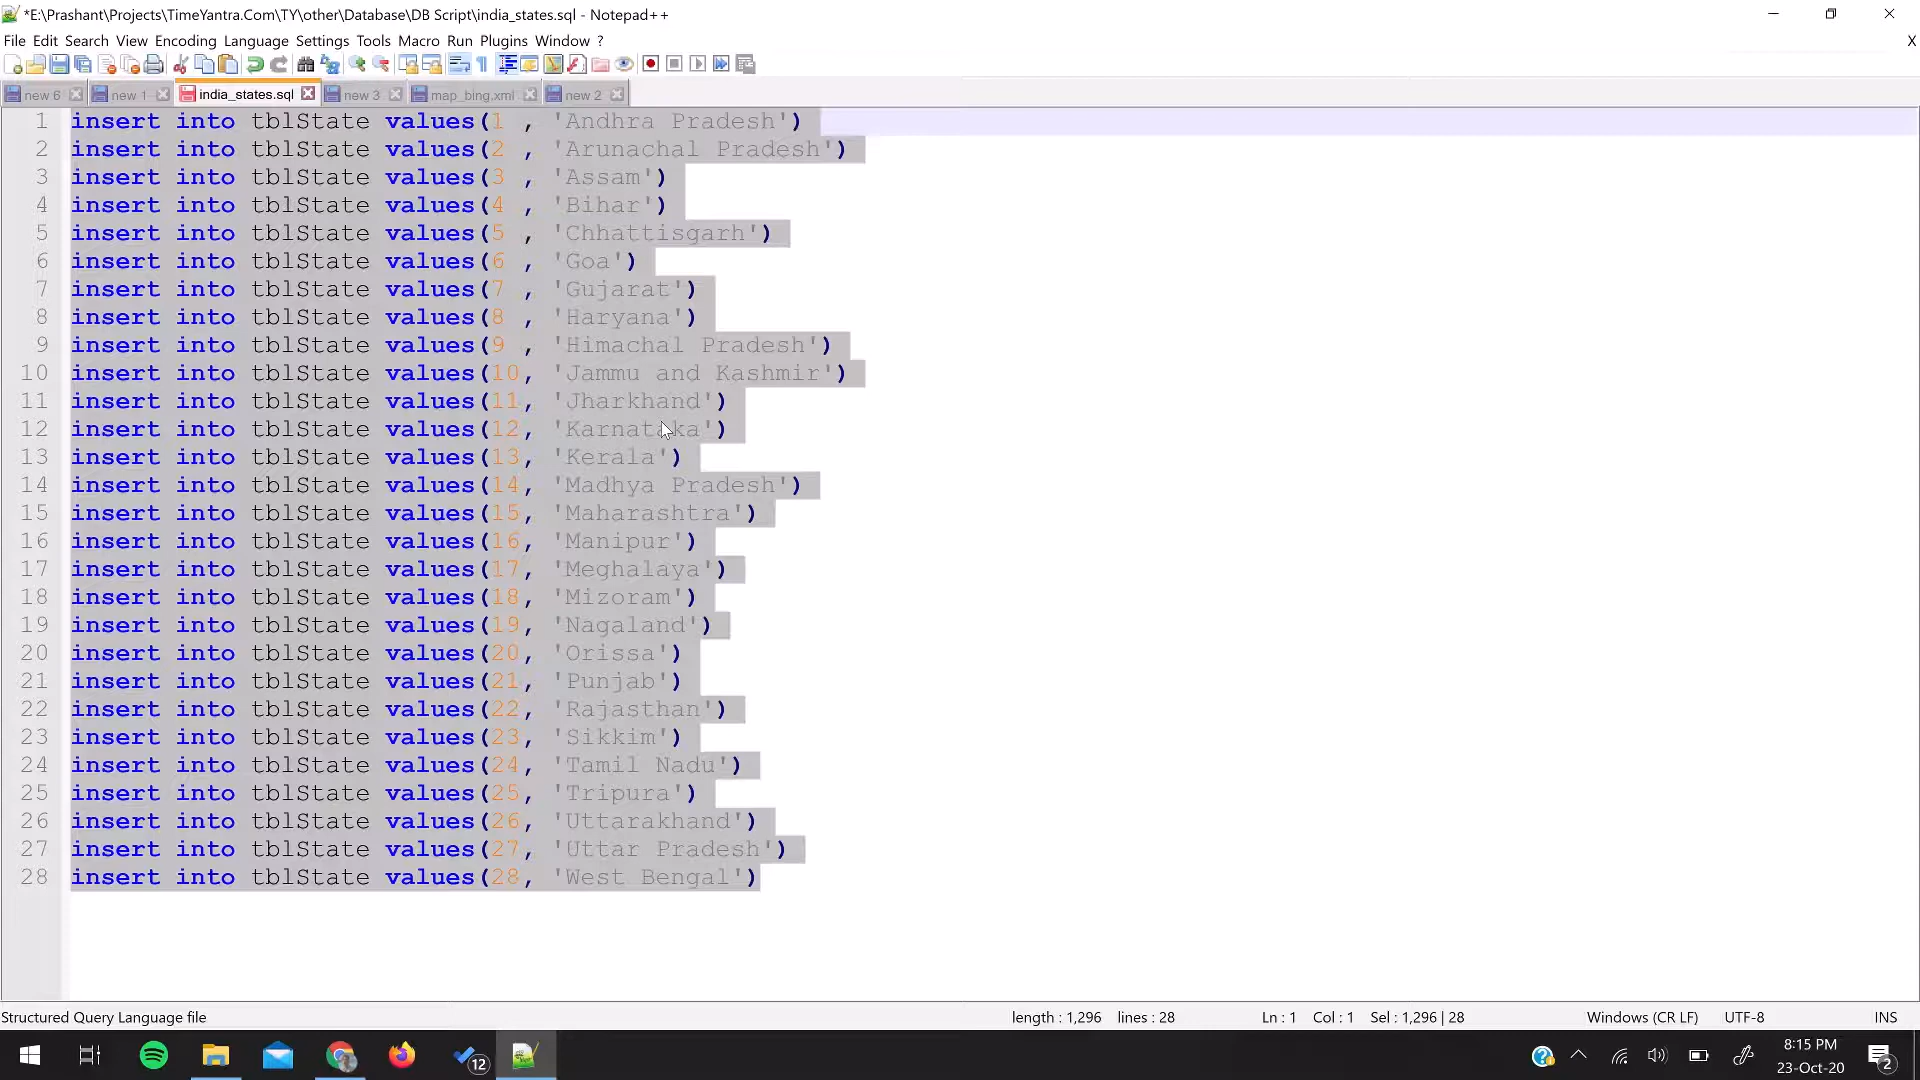 *E:\Prashant\Projects\TimeYantra.Com\TY\other\Database\DB Script\india_states.sql - Notepad++
File Edit Search View Encoding Language Settings Tools Macro Run Plugins Window ? X
new 6 new 1 india_states.sql new 3 map_bing.xml new 2
1 insert into tblState values(1 , 'Andhra Pradesh')
2 insert into tblState values(2 , 'Arunachal Pradesh')
3 insert into tblState values(3 , 'Assam')
4 insert into tblState values(4 , 'Bihar')
5 insert into tblState values(5 , 'Chhattisgarh')
6 insert into tblState values(6 , 'Goa')
7 insert into tblState values(7 , 'Gujarat')
8 insert into tblState values(8 , 'Haryana')
9 insert into tblState values(9 , 'Himachal Pradesh')
10 insert into tblState values(10, 'Jammu and Kashmir')
11 insert into tblState values(11, 'Jharkhand')
12 insert into tblState values(12, 'Karnataka')
13 insert into tblState values(13, 'Kerala')
14 insert into tblState values(14, 'Madhya Pradesh')
15 insert into tblState values(15, 'Maharashtra')
16 insert into tblState values(16, 'Manipur')
17 insert into tblState values(17, 'Meghalaya')
18 insert into tblState values(18, 'Mizoram')
19 insert into tblState values(19, 'Nagaland')
20 insert into tblState values(20, 'Orissa')
21 insert into tblState values(21, 'Punjab')
22 insert into tblState values(22, 'Rajasthan')
23 insert into tblState values(23, 'Sikkim')
24 insert into tblState values(24, 'Tamil Nadu')
25 insert into tblState values(25, 'Tripura')
26 insert into tblState values(26, 'Uttarakhand')
27 insert into tblState values(27, 'Uttar Pradesh')
28 insert into tblState values(28, 'West Bengal')
Structured Query Language file length : 1,296 lines : 28 Ln : 1 Col : 1 Sel : 1,296 | 28 Windows (CR LF) UTF-8 INS
12 8:15 PM
23-Oct-20 2